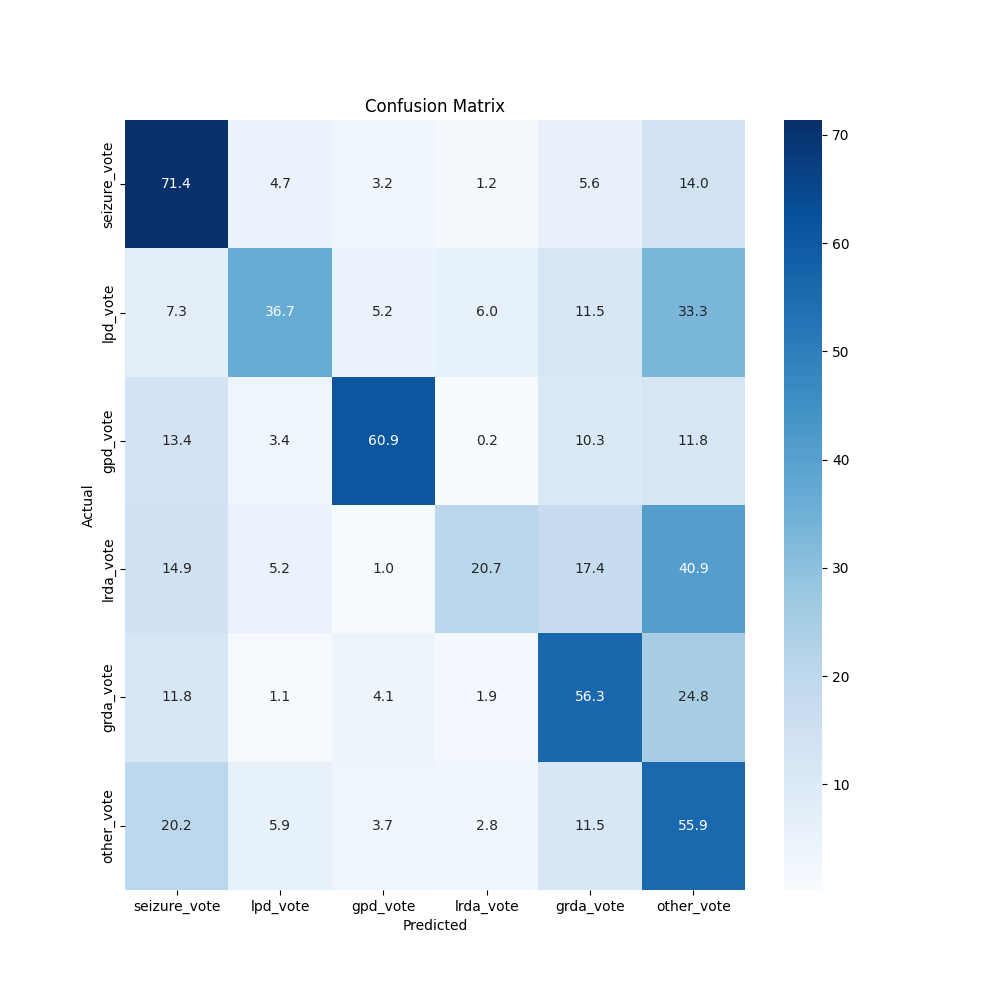 Confusion Matrix
seizure_vote 71.4 4.7 3.2 1.2 5.6 14.0
lpd_vote 7.3 36.7 5.2 6.0 11.5 33.3
gpd_vote 13.4 3.4 60.9 0.2 10.3 11.8
lrda_vote 14.9 5.2 1.0 20.7 17.4 40.9
grda_vote 11.8 1.1 4.1 1.9 56.3 24.8
other_vote 20.2 5.9 3.7 2.8 11.5 55.9
Actual
seizure_vote lpd_vote gpd_vote lrda_vote grda_vote other_vote
Predicted
70
60
50
40
30
20
10